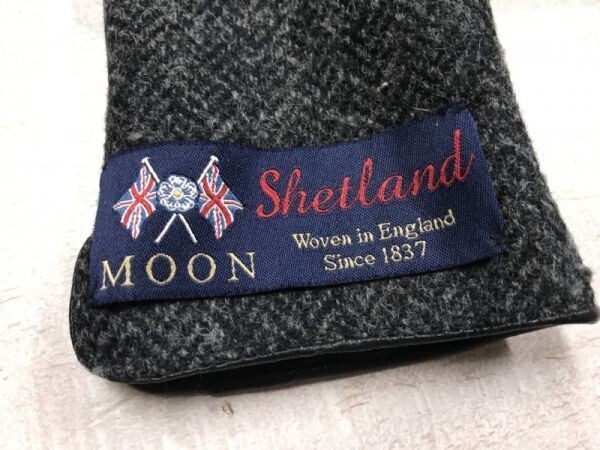 Shetland
MOON
Woven in England
Since 1837